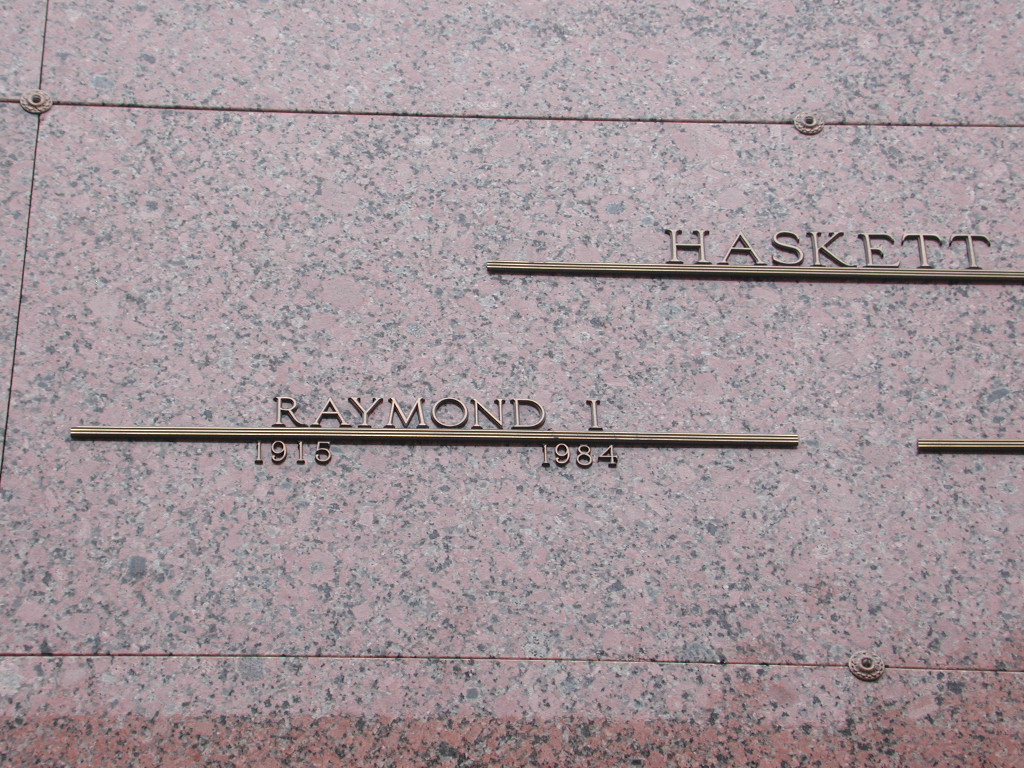 HASKETT
RAYMOND I
1915 1984